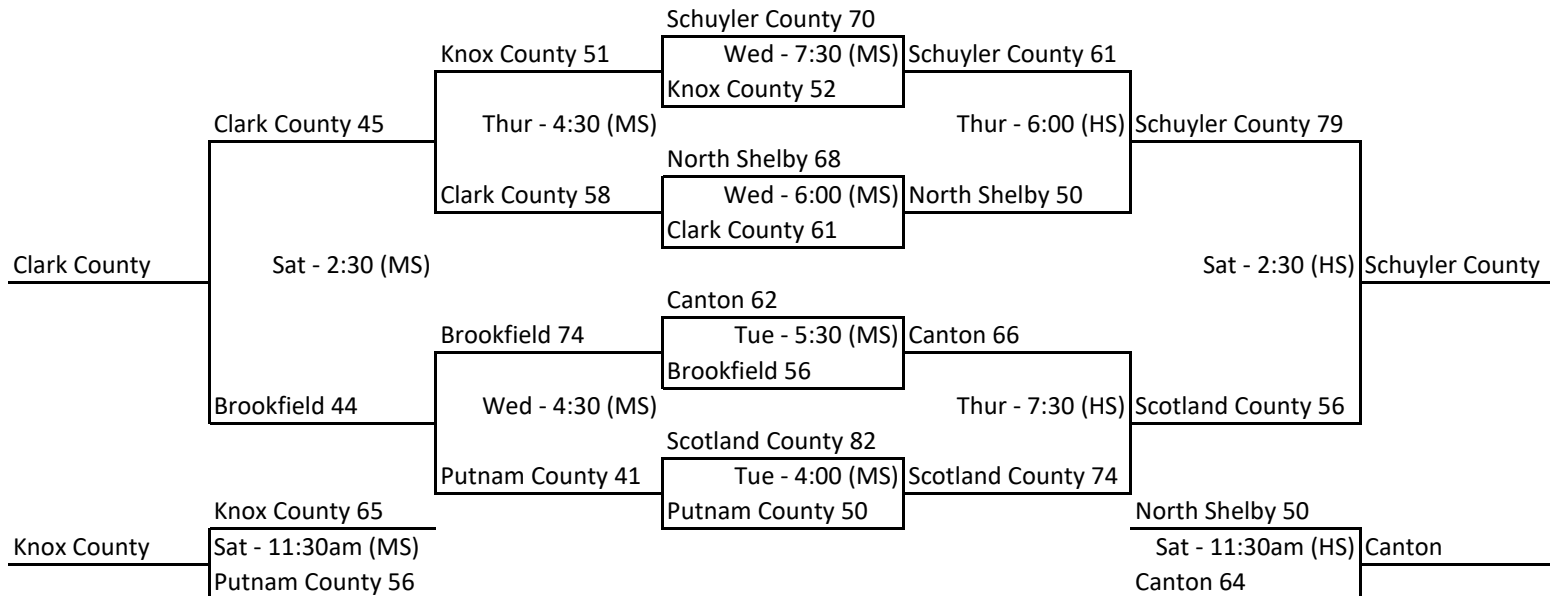 Schuyler County 70
Knox County 51
Wed - 7:30 (MS)
Schuyler County 61
Knox County 52
Clark County 45
Thur - 4:30 (MS)
Thur - 6:00 (HS)
Schuyler County 79
North Shelby 68
Clark County 58
Wed - 6:00 (MS)
North Shelby 50
Clark County 61
Clark County
Sat - 2:30 (MS)
Sat - 2:30 (HS)
Schuyler County
Canton 62
Brookfield 74
Tue - 5:30 (MS)
Canton 66
Brookfield 56
Brookfield 44
Wed - 4:30 (MS)
Thur - 7:30 (HS)
Scotland County 56
Scotland County 82
Putnam County 41
Tue - 4:00 (MS)
Scotland County 74
Knox County 65
Putnam County 50
North Shelby 50
Knox County
Sat - 11:30am (MS)
Sat - 11:30am (HS)
Canton
Putnam County 56
Canton 64